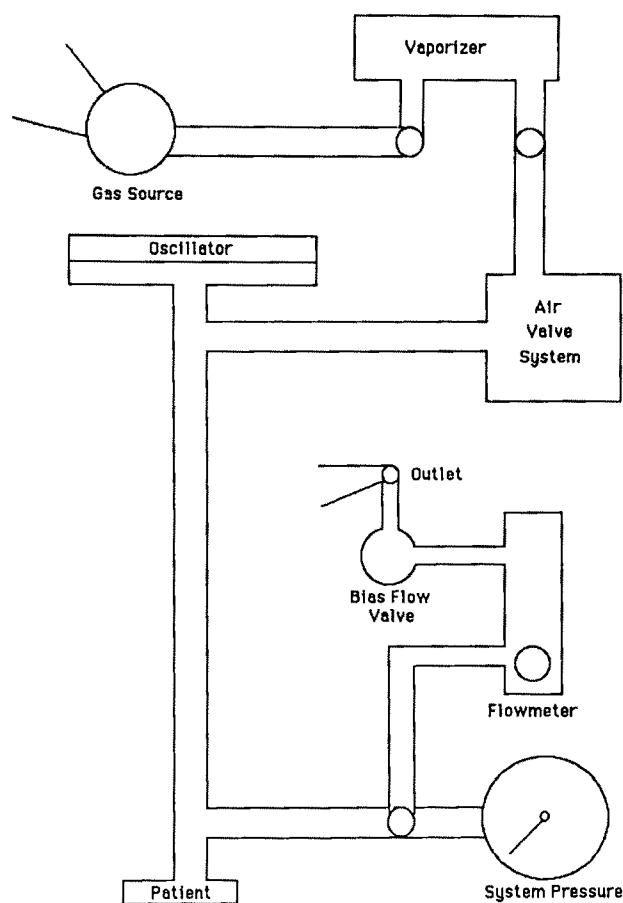 Vaporizer
Gas Source
Oscillator
Air
Valve
System
Outlet
Bias Flow
Valve
Flowmeter
Patient
System Pressure